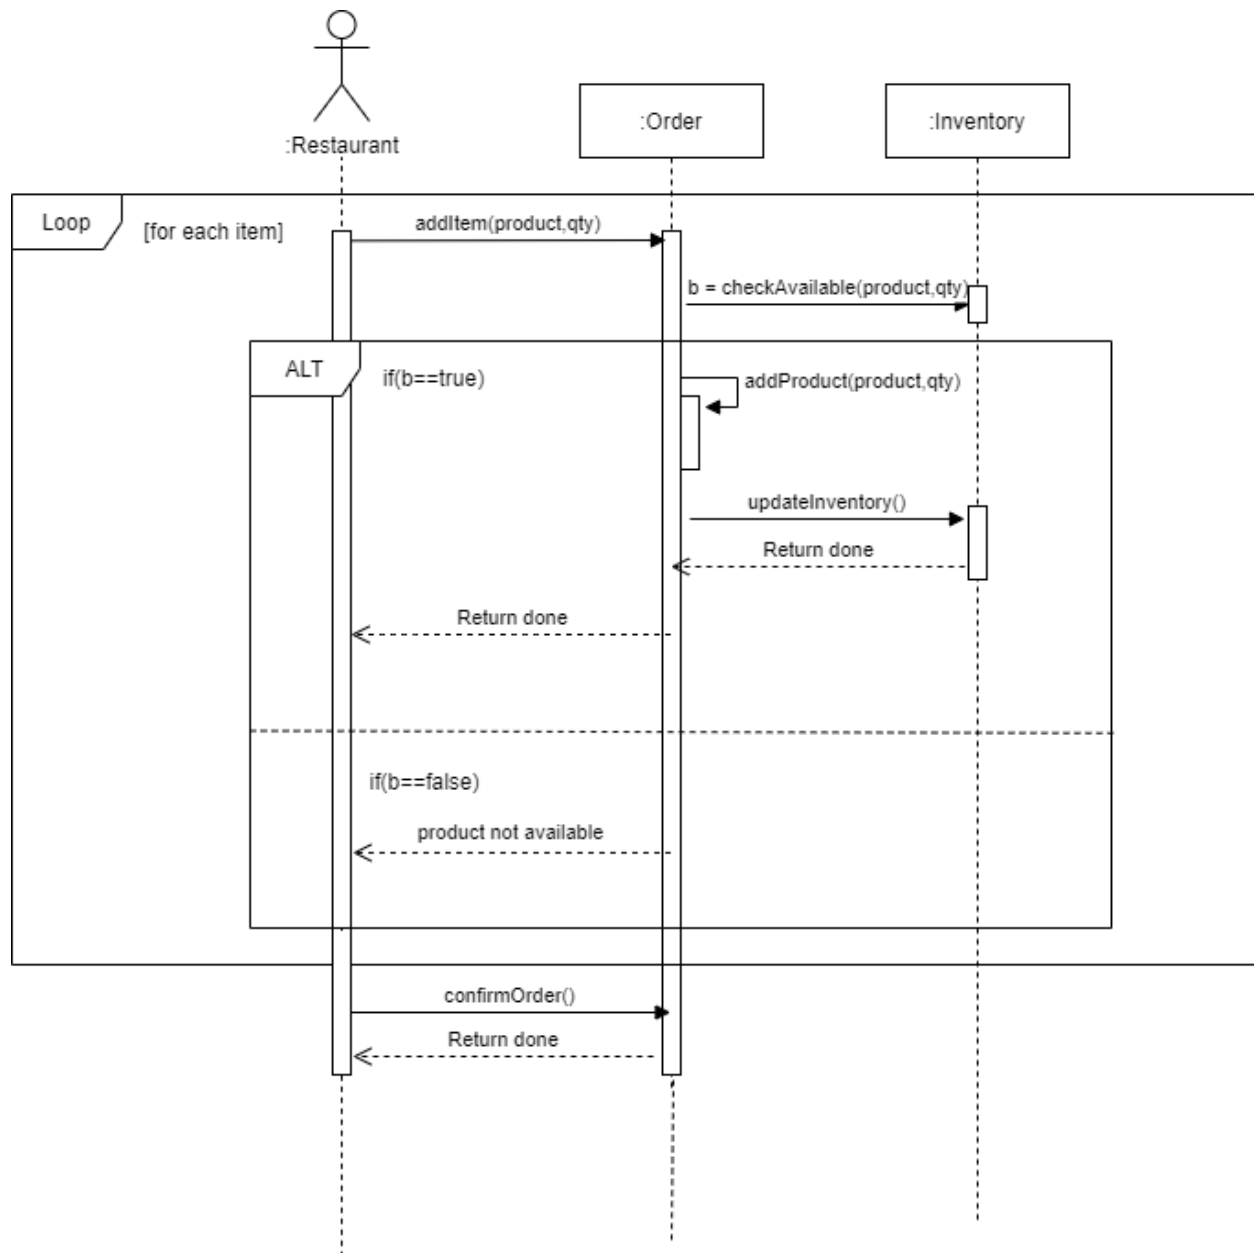 :Restaurant
:Order
:Inventory
Loop
[for each item]
addItem(product,qty)
b = checkAvailable(product,qty)
ALT
if(b==true)
addProduct(product,qty)
updateInventory()
Return done
Return done
if(b==false)
product not available
confirmOrder()
Return done